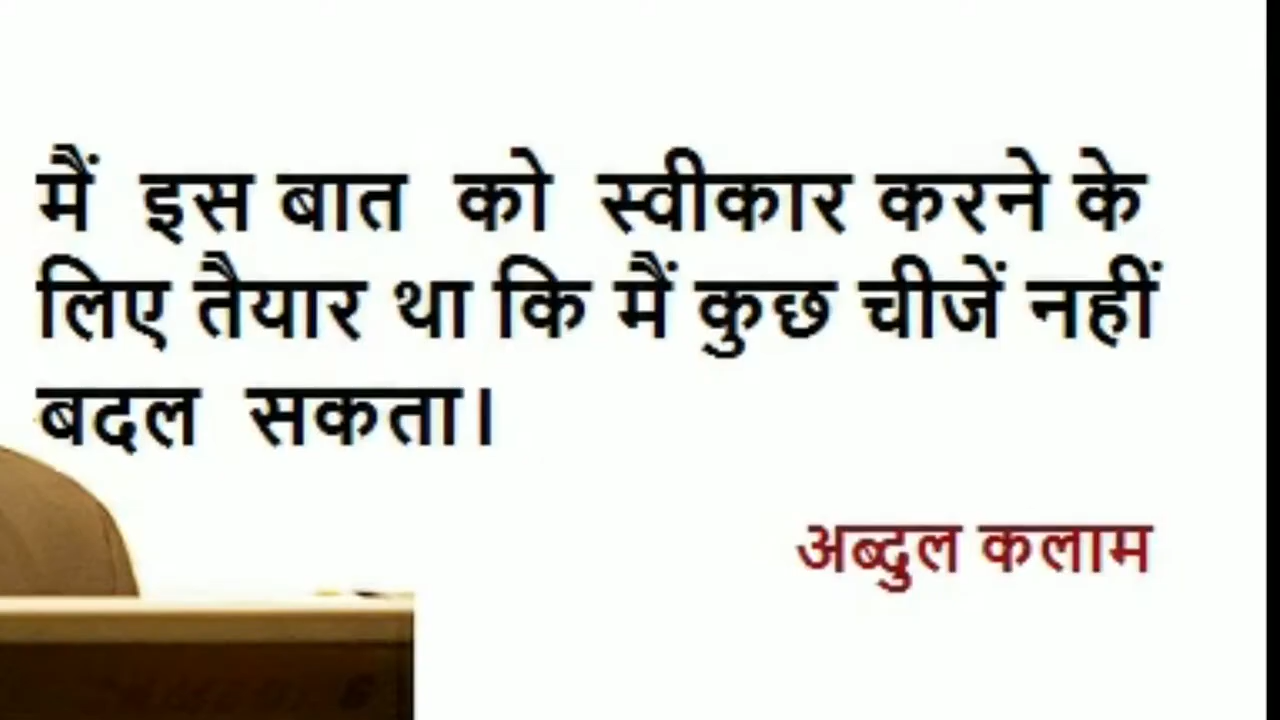 मैं इस बात को स्वीकार करने के
लिए तैयार था कि मैं कुछ चीजें नहीं
बदल सकता।
अब्दुल कलाम